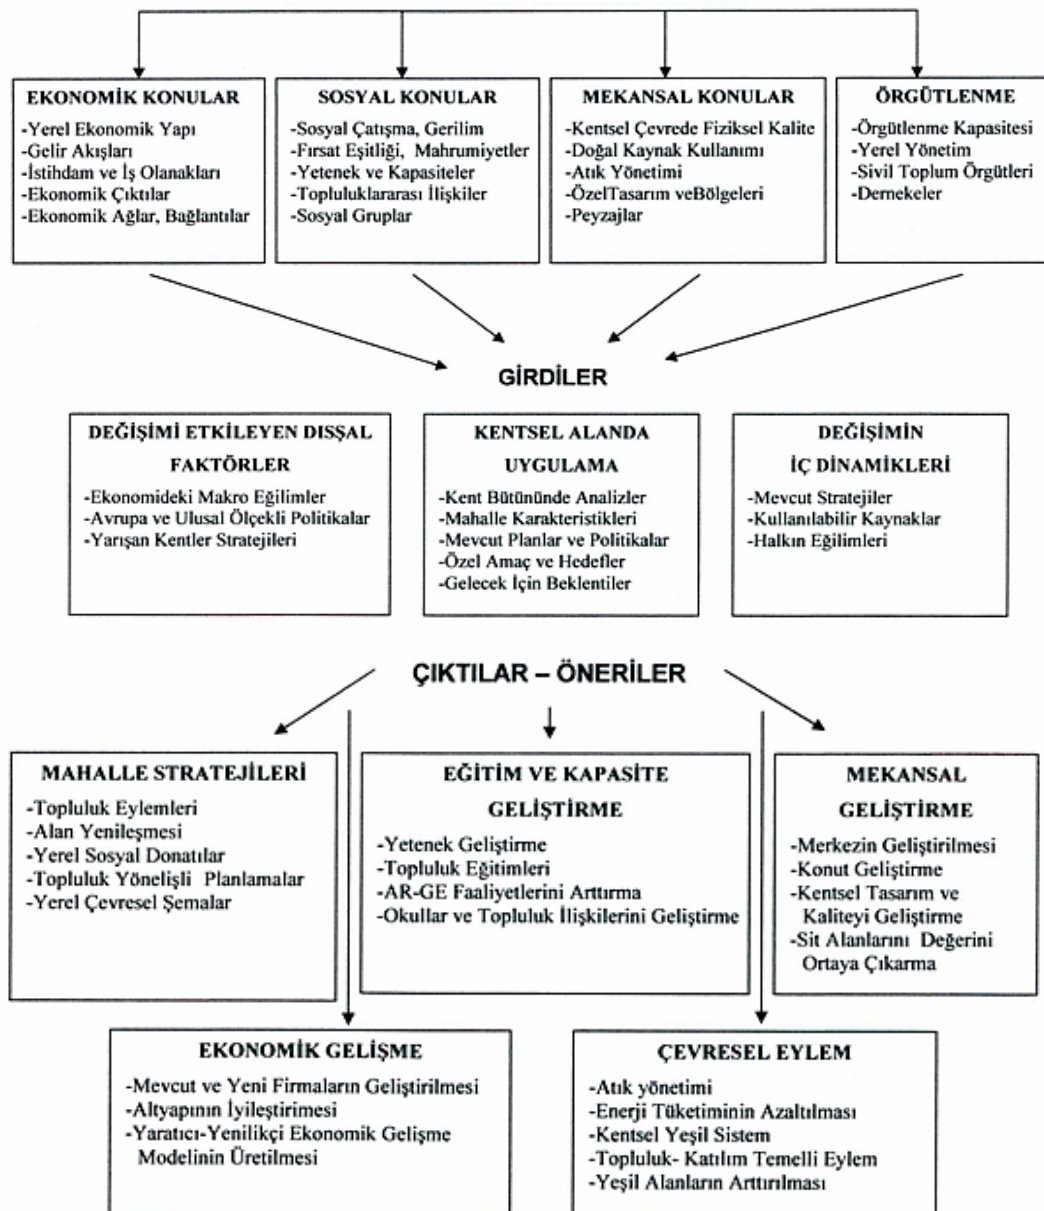 EKONOMİK KONULAR
-Yerel Ekonomik Yapı
-Gelir Akışları
-İstihdam ve İş Olanakları
-Ekonomik Çıktılar
-Ekonomik Ağlar, Bağlantılar
SOSYAL KONULAR
-Sosyal Çatışma, Gerilim
-Fırsat Eşitliği, Mahrumiyetler
-Yetenek ve Kapasiteler
-Topluluklararası İlişkiler
-Sosyal Gruplar
MEKANSAL KONULAR
-Kentsel Çevrede Fiziksel Kalite
-Doğal Kaynak Kullanımı
-Atık Yönetimi
-ÖzelTasarım veBölgeleri
-Peyzajlar
ÖRGÜTLENME
-Örgütlenme Kapasitesi
-Yerel Yönetim
-Sivil Toplum Örgütleri
-Dernekeler
GİRDİLER
DEĞİŞİMİ ETKİLEYEN DISŞAL
FAKTÖRLER
-Ekonomideki Makro Eğilimler
-Avrupa ve Ulusal Ölçekli Politikalar
-Yarışan Kentler Stratejileri
KENTSEL ALANDA
UYGULAMA
-Kent Bütününde Analizler
-Mahalle Karakteristikleri
-Mevcut Planlar ve Politikalar
-Özel Amaç ve Hedefler
-Gelecek İçin Beklentiler
DEĞİŞİMİN
İÇ DİNAMİKLERİ
-Mevcut Stratejiler
-Kullanılabilir Kaynaklar
-Halkın Eğilimleri
ÇIKTILAR – ÖNERİLER
MAHALLE STRATEJİLERİ
-Topluluk Eylemleri
-Alan Yenileşmesi
-Yerel Sosyal Donatılar
-Topluluk Yönelişli Planlamalar
-Yerel Çevresel Şemalar
EĞİTİM VE KAPASİTE
GELİŞTİRME
-Yetenek Geliştirme
-Topluluk Eğitimleri
-AR-GE Faaliyetlerini Arttırma
-Okullar ve Topluluk İlişkilerini Geliştirme
MEKANSAL
GELİŞTİRME
-Merkezin Geliştirilmesi
-Konut Geliştirme
-Kentsel Tasarım ve
Kaliteyi Geliştirme
-Sit Alanlarını Değerini
Ortaya Çıkarma
EKONOMİK GELİŞME
-Mevcut ve Yeni Firmaların Geliştirilmesi
-Altyapının İyileştirimesi
-Yaratıcı-Yenilikçi Ekonomik Gelişme
Modelinin Üretilmesi
ÇEVRESEL EYLEM
-Atık yönetimi
-Enerji Tüketiminin Azaltılması
-Kentsel Yeşil Sistem
-Topluluk- Katılım Temelli Eylem
-Yeşil Alanların Arttırılması